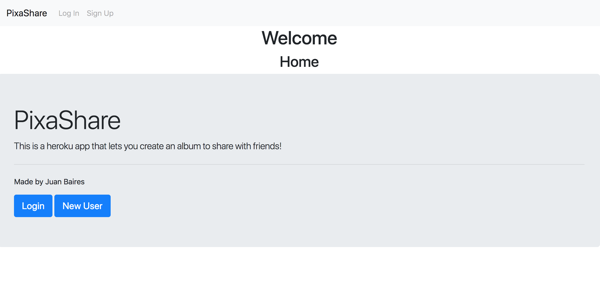 PixaShare Log In Sign Up
Welcome
Home
PixaShare
This is a heroku app that lets you create an album to share with friends!
Made by Juan Baires
Login New User